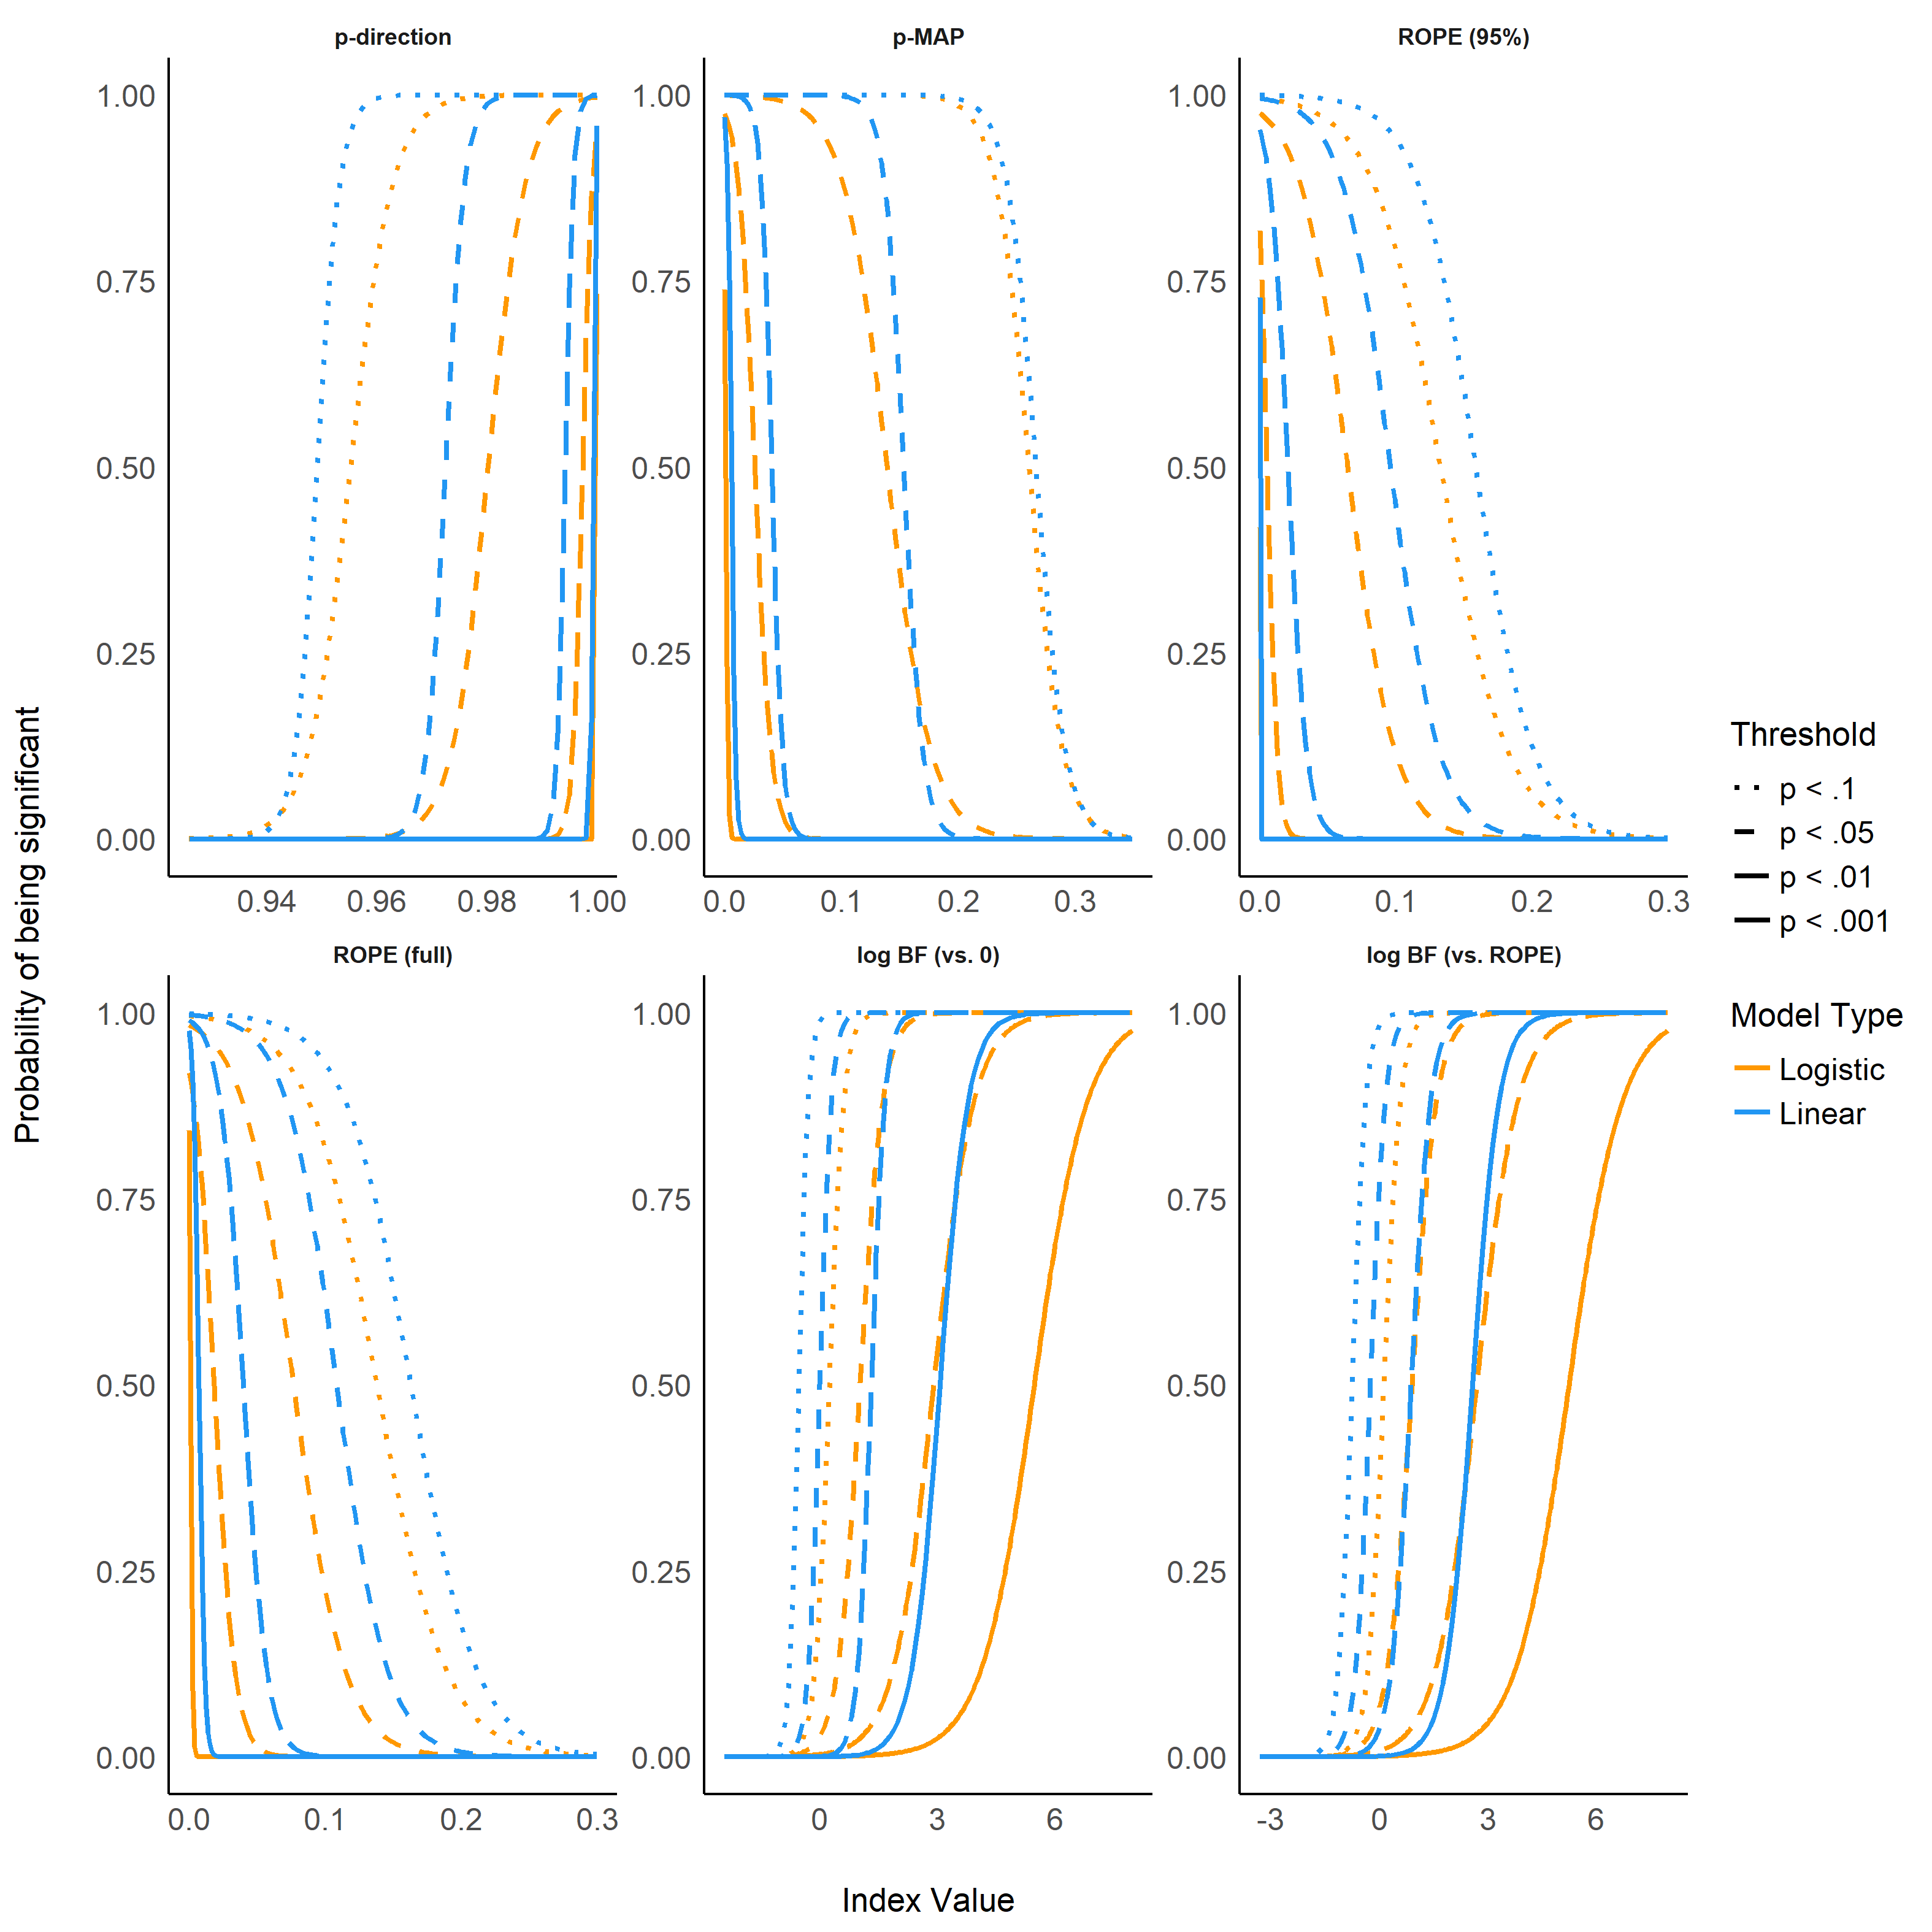 p-direction
p-MAP
ROPE (95%)
1.00
0.75
0.50
0.25
0.00
0.94 0.96 0.98 1.00
1.00
0.75
0.50
0.25
0.00
0.0 0.1 0.2 0.3
1.00
0.75
0.50
0.25
0.00
0.0 0.1 0.2 0.3
ROPE (full)
log BF (vs. 0)
log BF (vs. ROPE)
1.00
0.75
0.50
0.25
0.00
0.0 0.1 0.2 0.3
1.00
0.75
0.50
0.25
0.00
0 3 6
1.00
0.75
0.50
0.25
0.00
-3 0 3 6
Probability of being significant
Index Value
Threshold
p < .1
p < .05
p < .01
p < .001
Model Type
Logistic
Linear